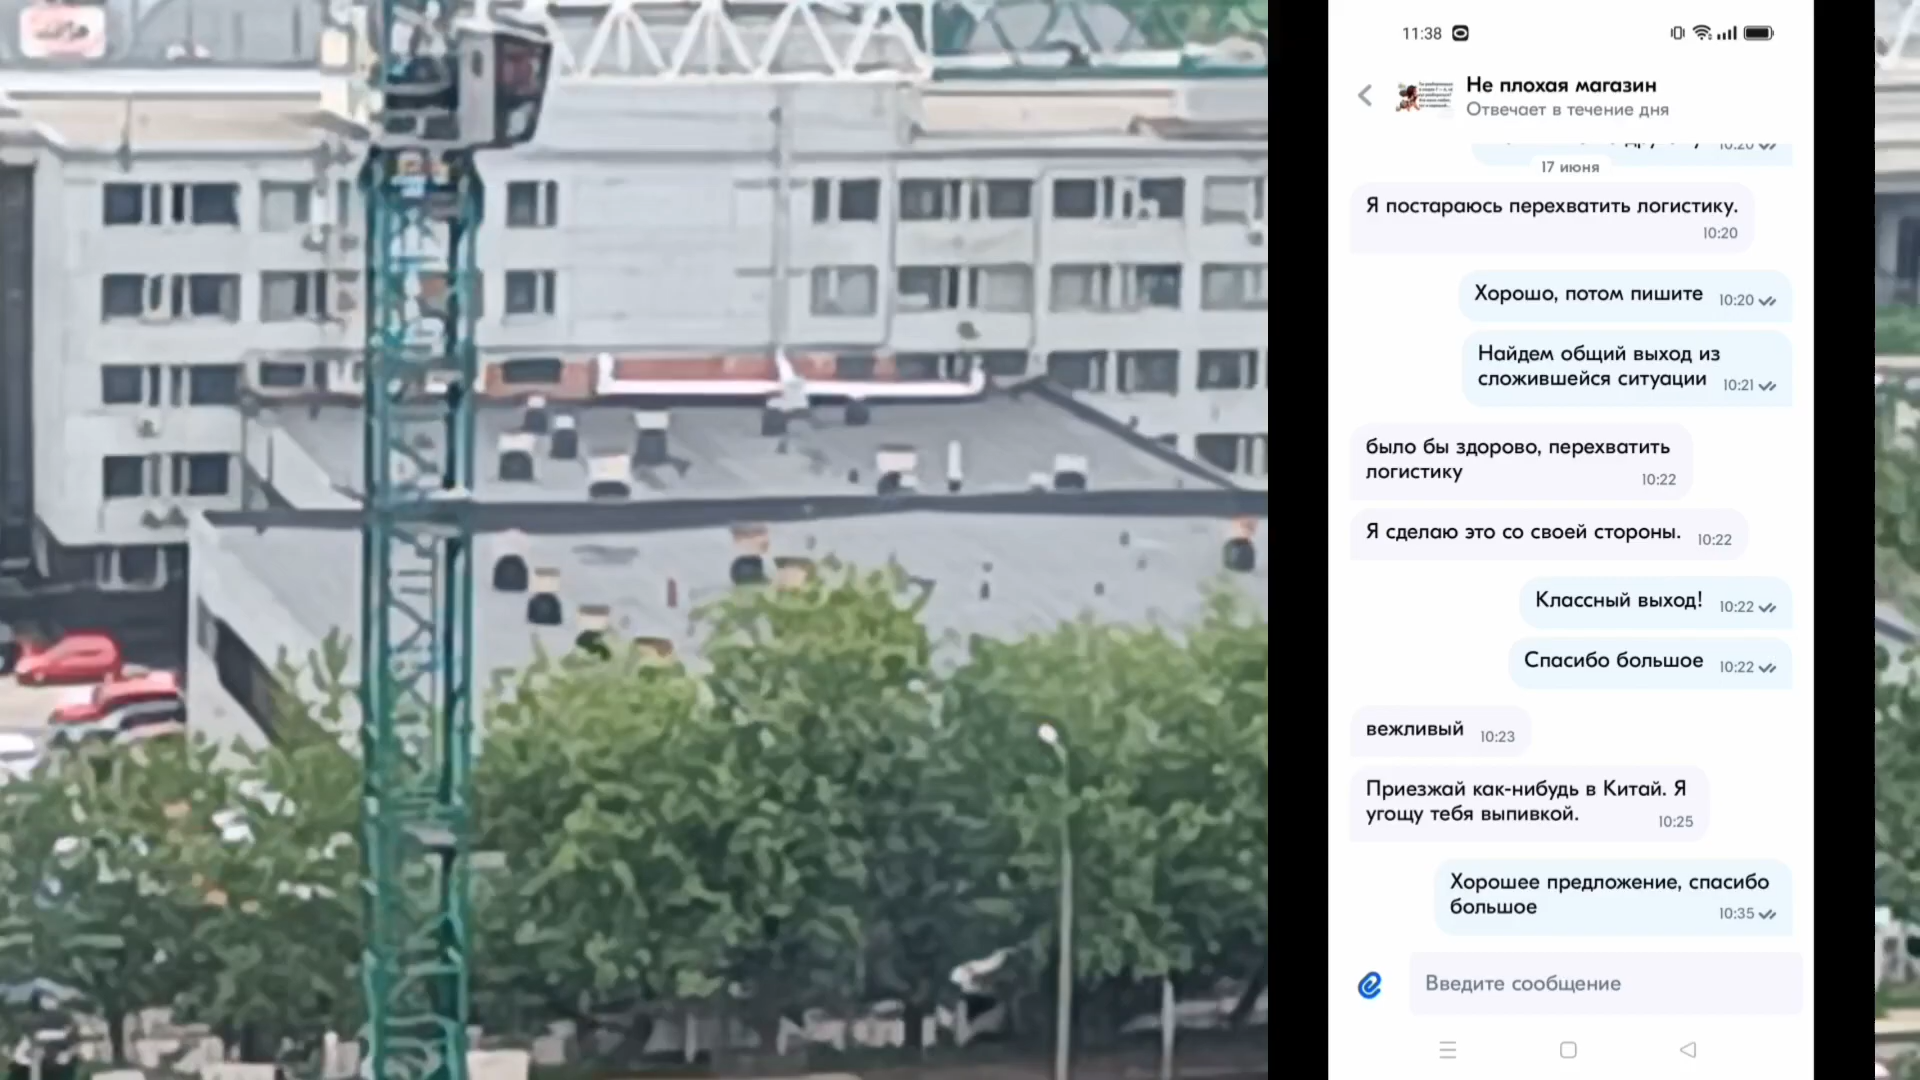 11:38
Не плохая магазин
Отвечает в течение дня
17 июня
Я постараюсь перехватить логистику.
10:20
Хорошо, потом пишите 10:20
Найдем общий выход из
сложившейся ситуации 10:21
было бы здорово, перехватить
логистику 10:22
Я сделаю это со своей стороны. 10:22
Классный выход! 10:22
Спасибо большое 10:22
вежливый 10:23
Приезжай как-нибудь в Китай. Я
угощу тебя выпивкой. 10:25
Хорошее предложение, спасибо
большое 10:35
Введите сообщение